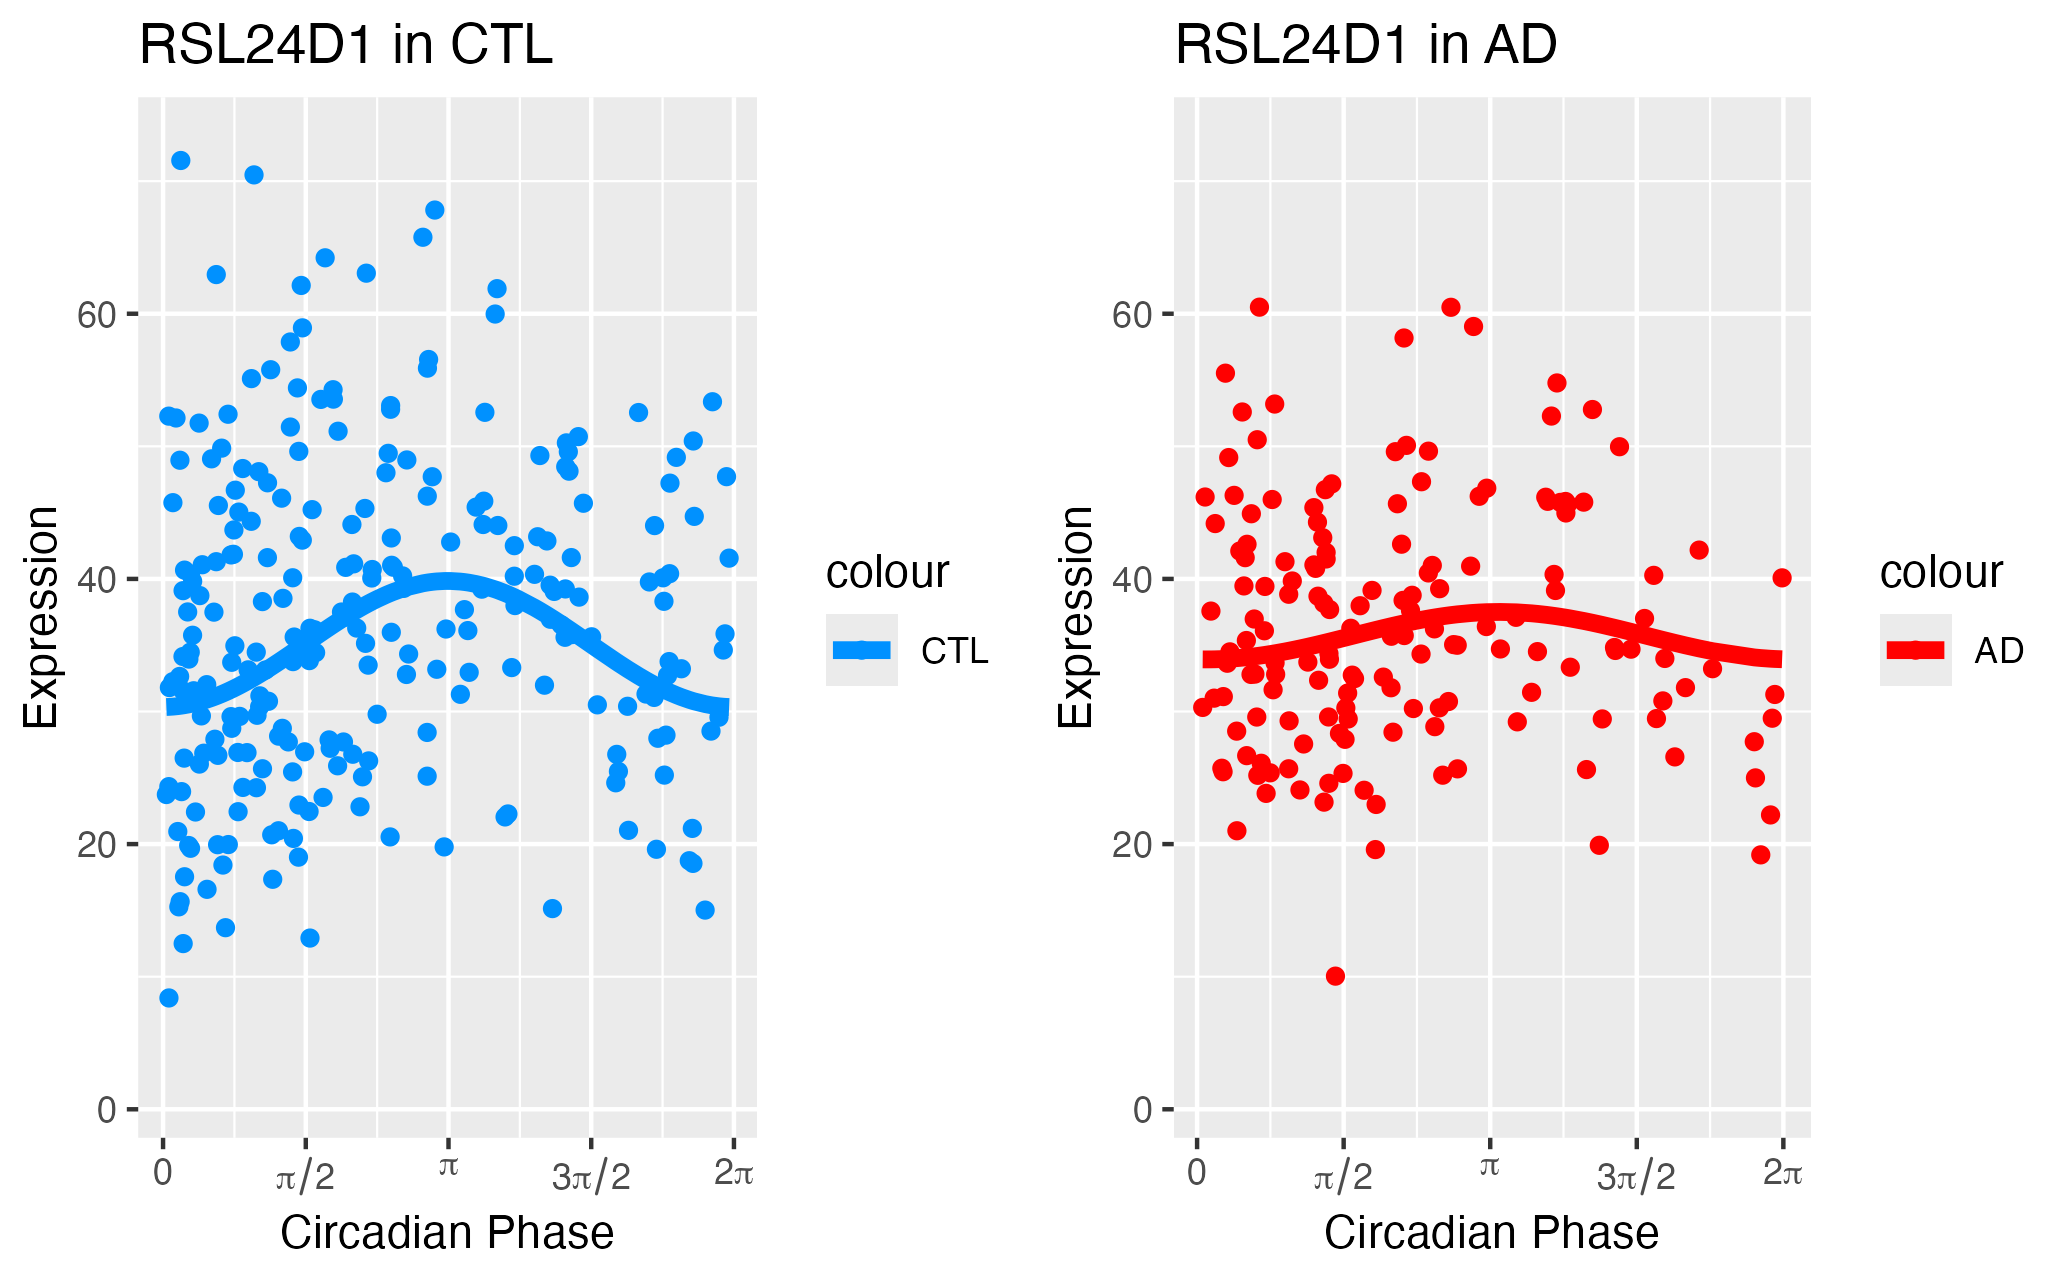 RSL24D1 in CTL
Expression
60
40
20
0
0 π/2 π 3π/2 2π
Circadian Phase
colour
CTL
RSL24D1 in AD
Expression
60
40
20
0
0 π/2 π 3π/2 2π
Circadian Phase
colour
AD